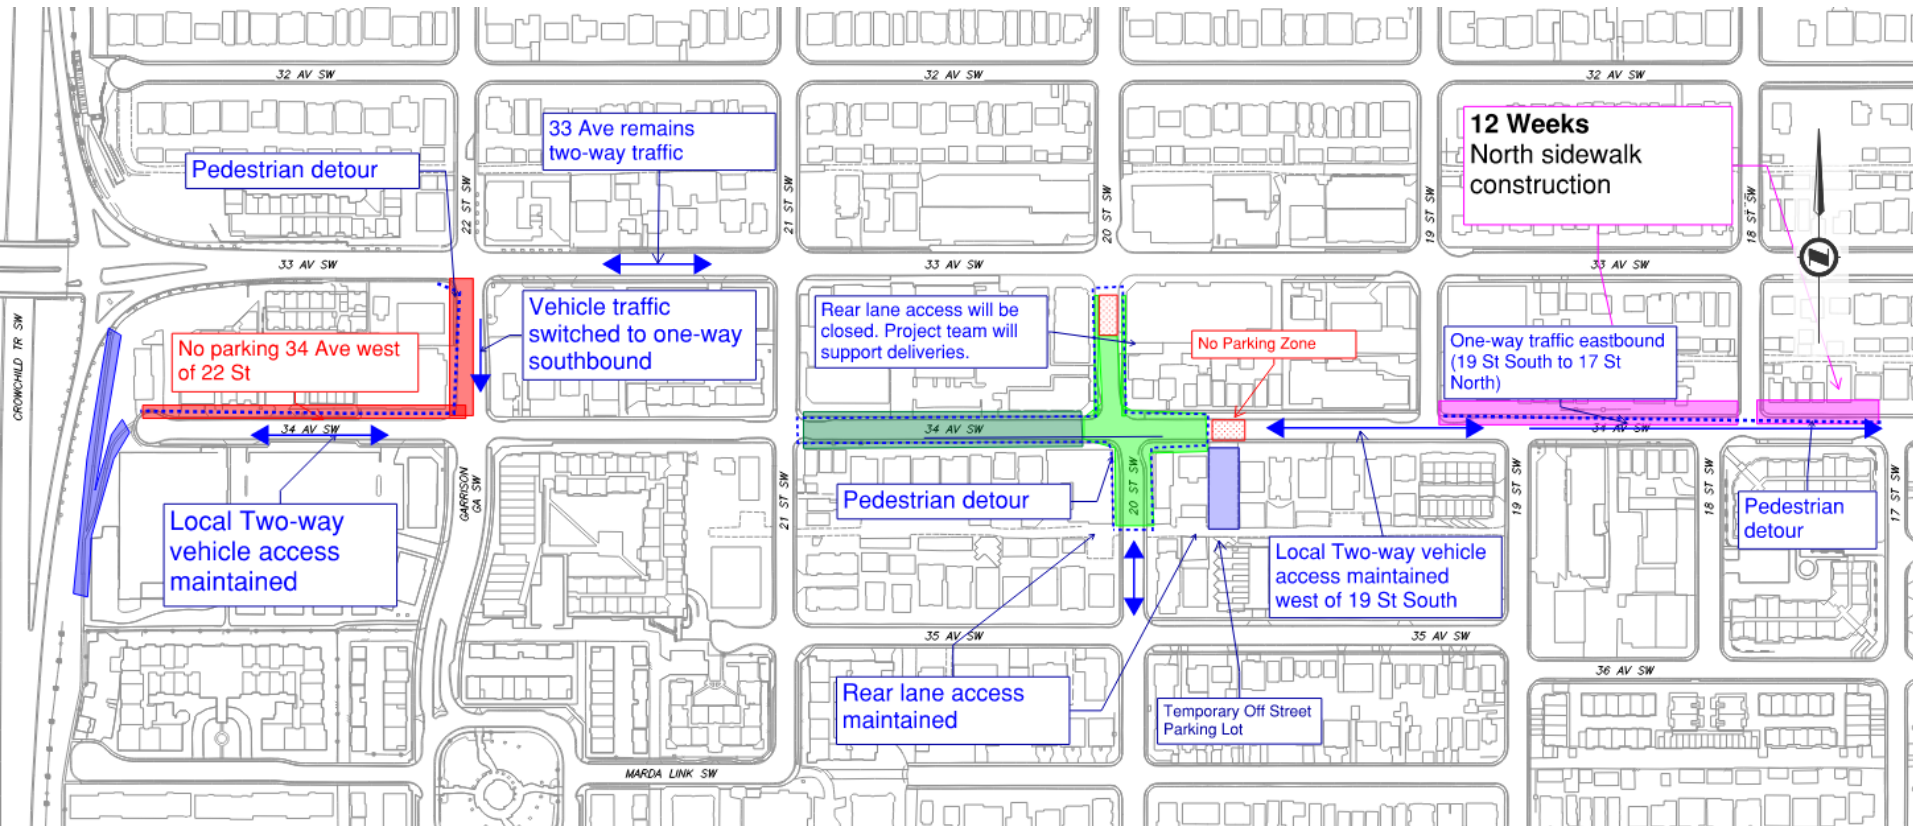 32 AV SW
32 AV SW
32 AV SW
33 Ave remains
two-way traffic
12 Weeks
North sidewalk
construction
Pedestrian detour
22 ST SW
21 ST SW
20 ST SW
19 ST SW
18 ST SW
33 AV SW
33 AV SW
33 AV SW
CROWCHILD TR SW
Vehicle traffic
switched to one-way
southbound
Rear lane access will be
closed. Project team will
support deliveries.
No Parking Zone
One-way traffic eastbound
(19 St South to 17 St
North)
No parking 34 Ave west
of 22 St
34 AV SW
34 AV SW
34 AV SW
GARRISON
GA SW
21 ST SW
20 ST SW
19 ST SW
18 ST SW
17 ST SW
Pedestrian detour
Pedestrian
detour
Local Two-way
vehicle access
maintained
Local Two-way vehicle
access maintained
west of 19 St South
35 AV SW
35 AV SW
36 AV SW
Rear lane access
maintained
Temporary Off Street
Parking Lot
MARDA LINK SW